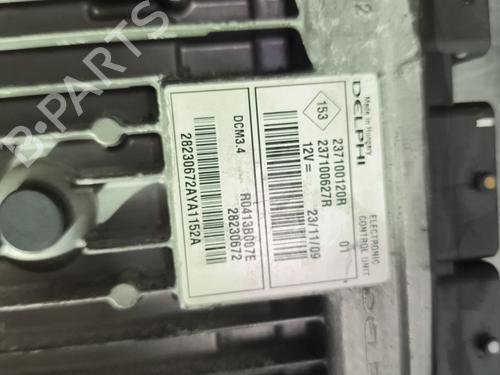 Made in Hungary
DELPHI
ELECTRONIC
CONTROL UNIT
153
237100120R
237100627R
01
12V=
23/11/09
DCM3.4
R0413B007E
28230672
28230672AYA1152A
B-PARTS